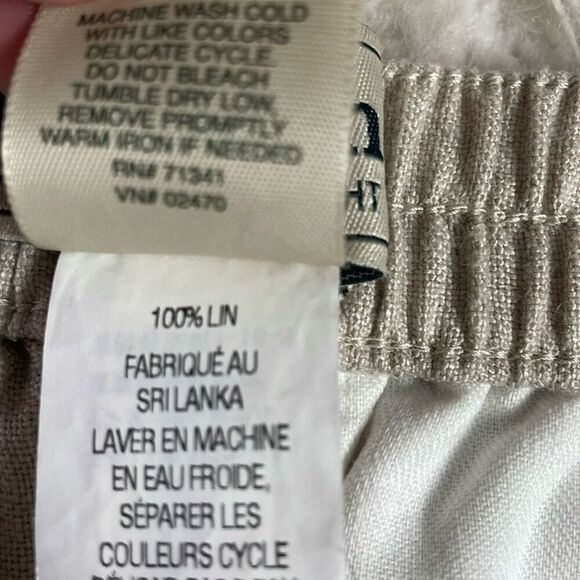 MACHINE WASH COLD
WITH LIKE COLORS
DELICATE CYCLE
DO NOT BLEACH
TUMBLE DRY LOW,
REMOVE PROMPTLY
WARM IRON IF NEEDED
RN# 71341
VN# 02470
n
HT
100% LIN
FABRIQUÉ AU
SRI LANKA
LAVER EN MACHINE
EN EAU FROIDE,
SÉPARER LES
COULEURS CYCLE